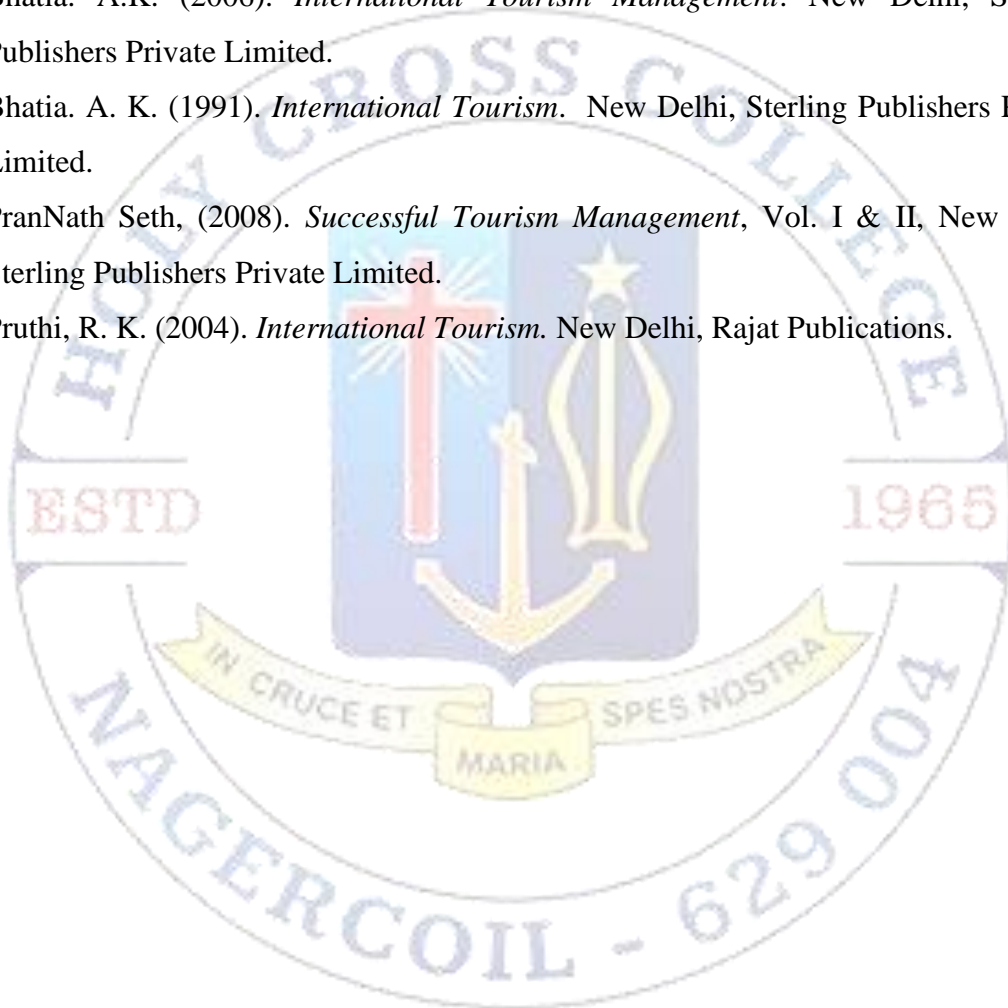 A.K. (2006). International Tourism Management. New Delhi,
Publishers Private Limited.
Bhatia. A. K. (1991). International Tourism. New Delhi, Sterling Publishers
Limited.
PranNath Seth, (2008). Successful Tourism Management, Vol. I & II, New
Sterling Publishers Private Limited.
Pruthi, R. K. (2004). International Tourism. New Delhi, Rajat Publications.
HOLY CROSS COLLEGE
ESTD 1965
IN CRUCE ET
MARIA
SPES NOSTRA
NAGERCOIL - 629 004